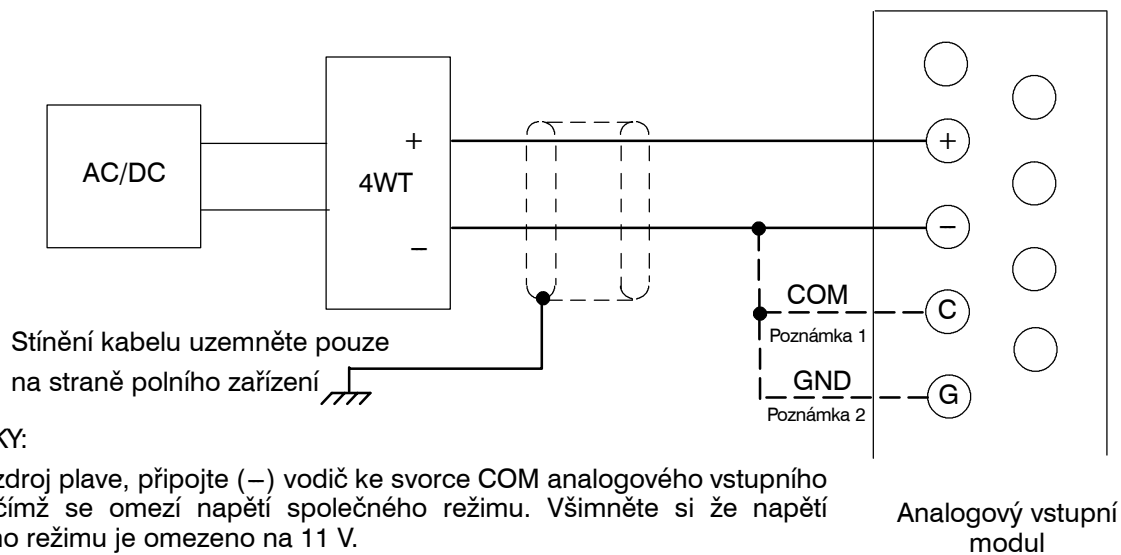 AC/DC
+
4WT
−
+
−
COM
C
Poznámka 1
GND
G
Poznámka 2
Stínění kabelu uzemněte pouze
na straně polního zařízení
KY:
zdroj plave, připojte (−) vodič ke svorce COM analogového vstupního
čímž se omezí napětí společného režimu. Všimněte si že napětí
režimu je omezeno na 11 V.
Analogový vstupní
modul